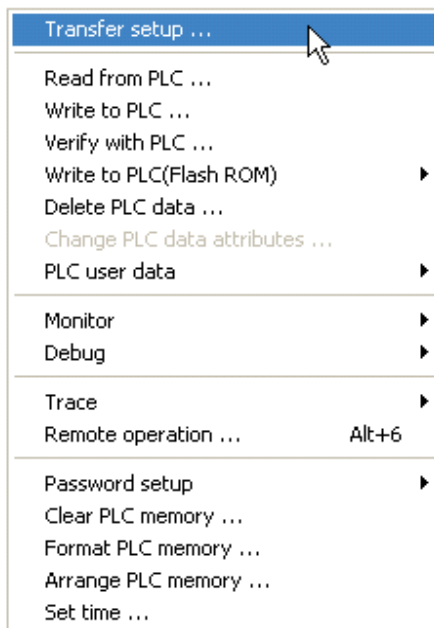 Transfer setup ...
Read from PLC ...
Write to PLC ...
Verify with PLC ...
Write to PLC(Flash ROM)
Delete PLC data ...
Change PLC data attributes ...
PLC user data
Monitor
Debug
Trace
Remote operation ... Alt+6
Password setup
Clear PLC memory ...
Format PLC memory ...
Arrange PLC memory ...
Set time ...